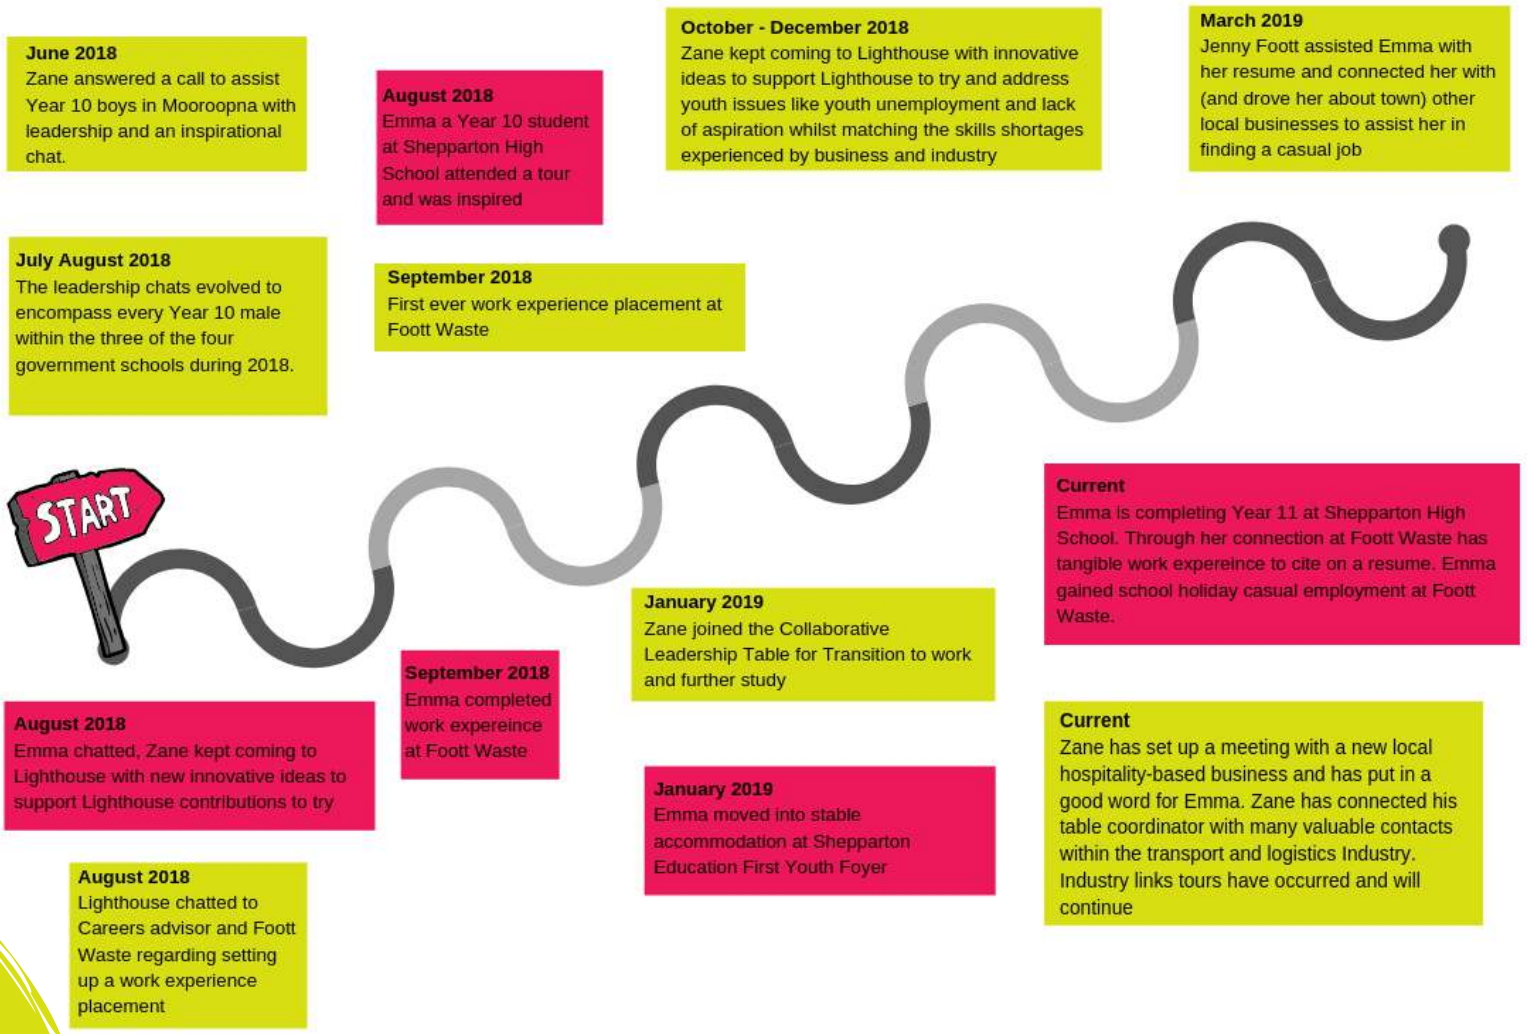 June 2018
Zane answered a call to assist
Year 10 boys in Mooroopna with
leadership and an inspirational
chat.
July August 2018
The leadership chats evolved to
encompass every Year 10 male
within the three of the four
government schools during 2018.
August 2018
Emma a Year 10 student
at Shepparton High
School attended a tour
and was inspired
September 2018
First ever work experience placement at
Foott Waste
October - December 2018
Zane kept coming to Lighthouse with innovative
ideas to support Lighthouse to try and address
youth issues like youth unemployment and lack
of aspiration whilst matching the skills shortages
experienced by business and industry
March 2019
Jenny Foott assisted Emma with
her resume and connected her with
(and drove her about town) other
local businesses to assist her in
finding a casual job
START
August 2018
Emma chatted, Zane kept coming to
Lighthouse with new innovative ideas to
support Lighthouse contributions to try
August 2018
Lighthouse chatted to
Careers advisor and Foott
Waste regarding setting
up a work experience
placement
September 2018
Emma completed
work expereince
at Foott Waste
January 2019
Zane joined the Collaborative
Leadership Table for Transition to work
and further study
January 2019
Emma moved into stable
accommodation at Shepparton
Education First Youth Foyer
Current
Emma is completing Year 11 at Shepparton High
School. Through her connection at Foott Waste has
tangible work expereince to cite on a resume. Emma
gained school holiday casual employment at Foott
Waste.
Current
Zane has set up a meeting with a new local
hospitality-based business and has put in a
good word for Emma. Zane has connected his
table coordinator with many valuable contacts
within the transport and logistics Industry.
Industry links tours have occurred and will
continue